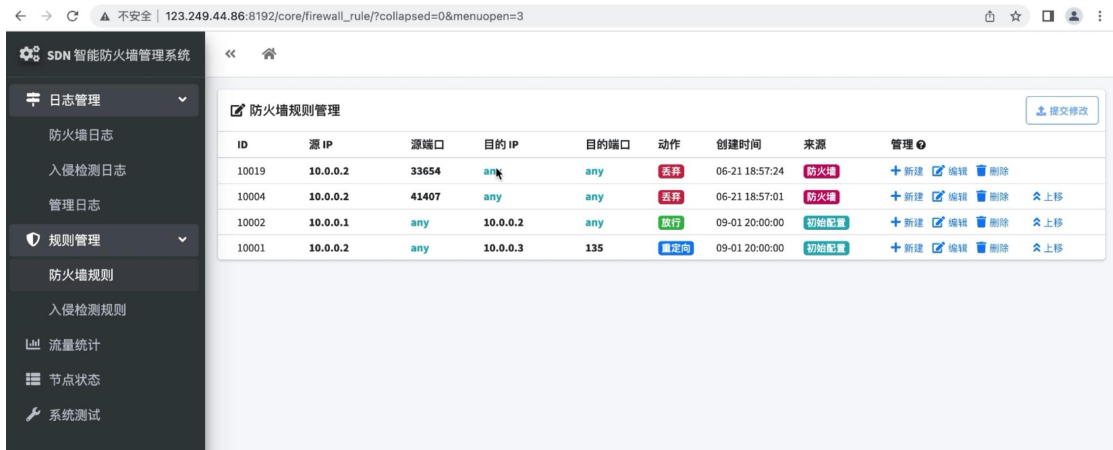 不安全 | 123.249.44.86:8192/core/firewall_rule/?collapsed=0&menuopen=3
SDN 智能防火墙管理系统
日志管理
防火墙日志
入侵检测日志
管理日志
规则管理
防火墙规则
入侵检测规则
流量统计
节点状态
系统测试
防火墙规则管理
提交修改
ID 源 IP 源端口 目的 IP 目的端口 动作 创建时间 来源 管理
10019 10.0.0.2 33654 any any 丢弃 06-21 18:57:24 防火墙 新建 编辑 删除
10004 10.0.0.2 41407 any any 丢弃 06-21 18:57:01 防火墙 新建 编辑 删除 上移
10002 10.0.0.1 any 10.0.0.2 any 放行 09-01 20:00:00 初始配置 新建 编辑 删除 上移
10001 10.0.0.2 any 10.0.0.3 135 重定向 09-01 20:00:00 初始配置 新建 编辑 删除 上移